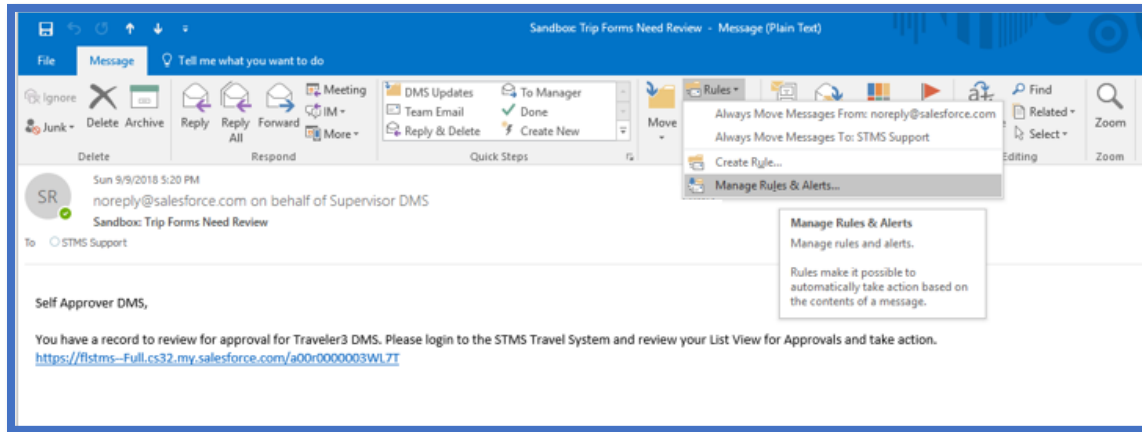 Sandbox: Trip Forms Need Review - Message (Plain Text)
File Message Tell me what you want to do
Ignore
Junk
Delete
Archive
Reply
Reply All
Forward
Meeting
IM
More
DMS Updates
Team Email
Reply & Delete
To Manager
Done
Create New
Move
Rules
Find
Related
Select
Zoom
Delete Respond Quick Steps Editing Zoom
Always Move Messages From: noreply@salesforce.com
Always Move Messages To: STMS Support
Create Rule...
Manage Rules & Alerts...
Manage Rules & Alerts
Manage rules and alerts.
Rules make it possible to
automatically take action based on
the contents of a message.
SR
Sun 9/9/2018 5:20 PM
noreply@salesforce.com on behalf of Supervisor DMS
Sandbox: Trip Forms Need Review
To STMS Support
Self Approver DMS,
You have a record to review for approval for Traveler3 DMS. Please login to the STMS Travel System and review your List View for Approvals and take action.
https://flstms--Full.cs32.my.salesforce.com/a00r0000003WL7T